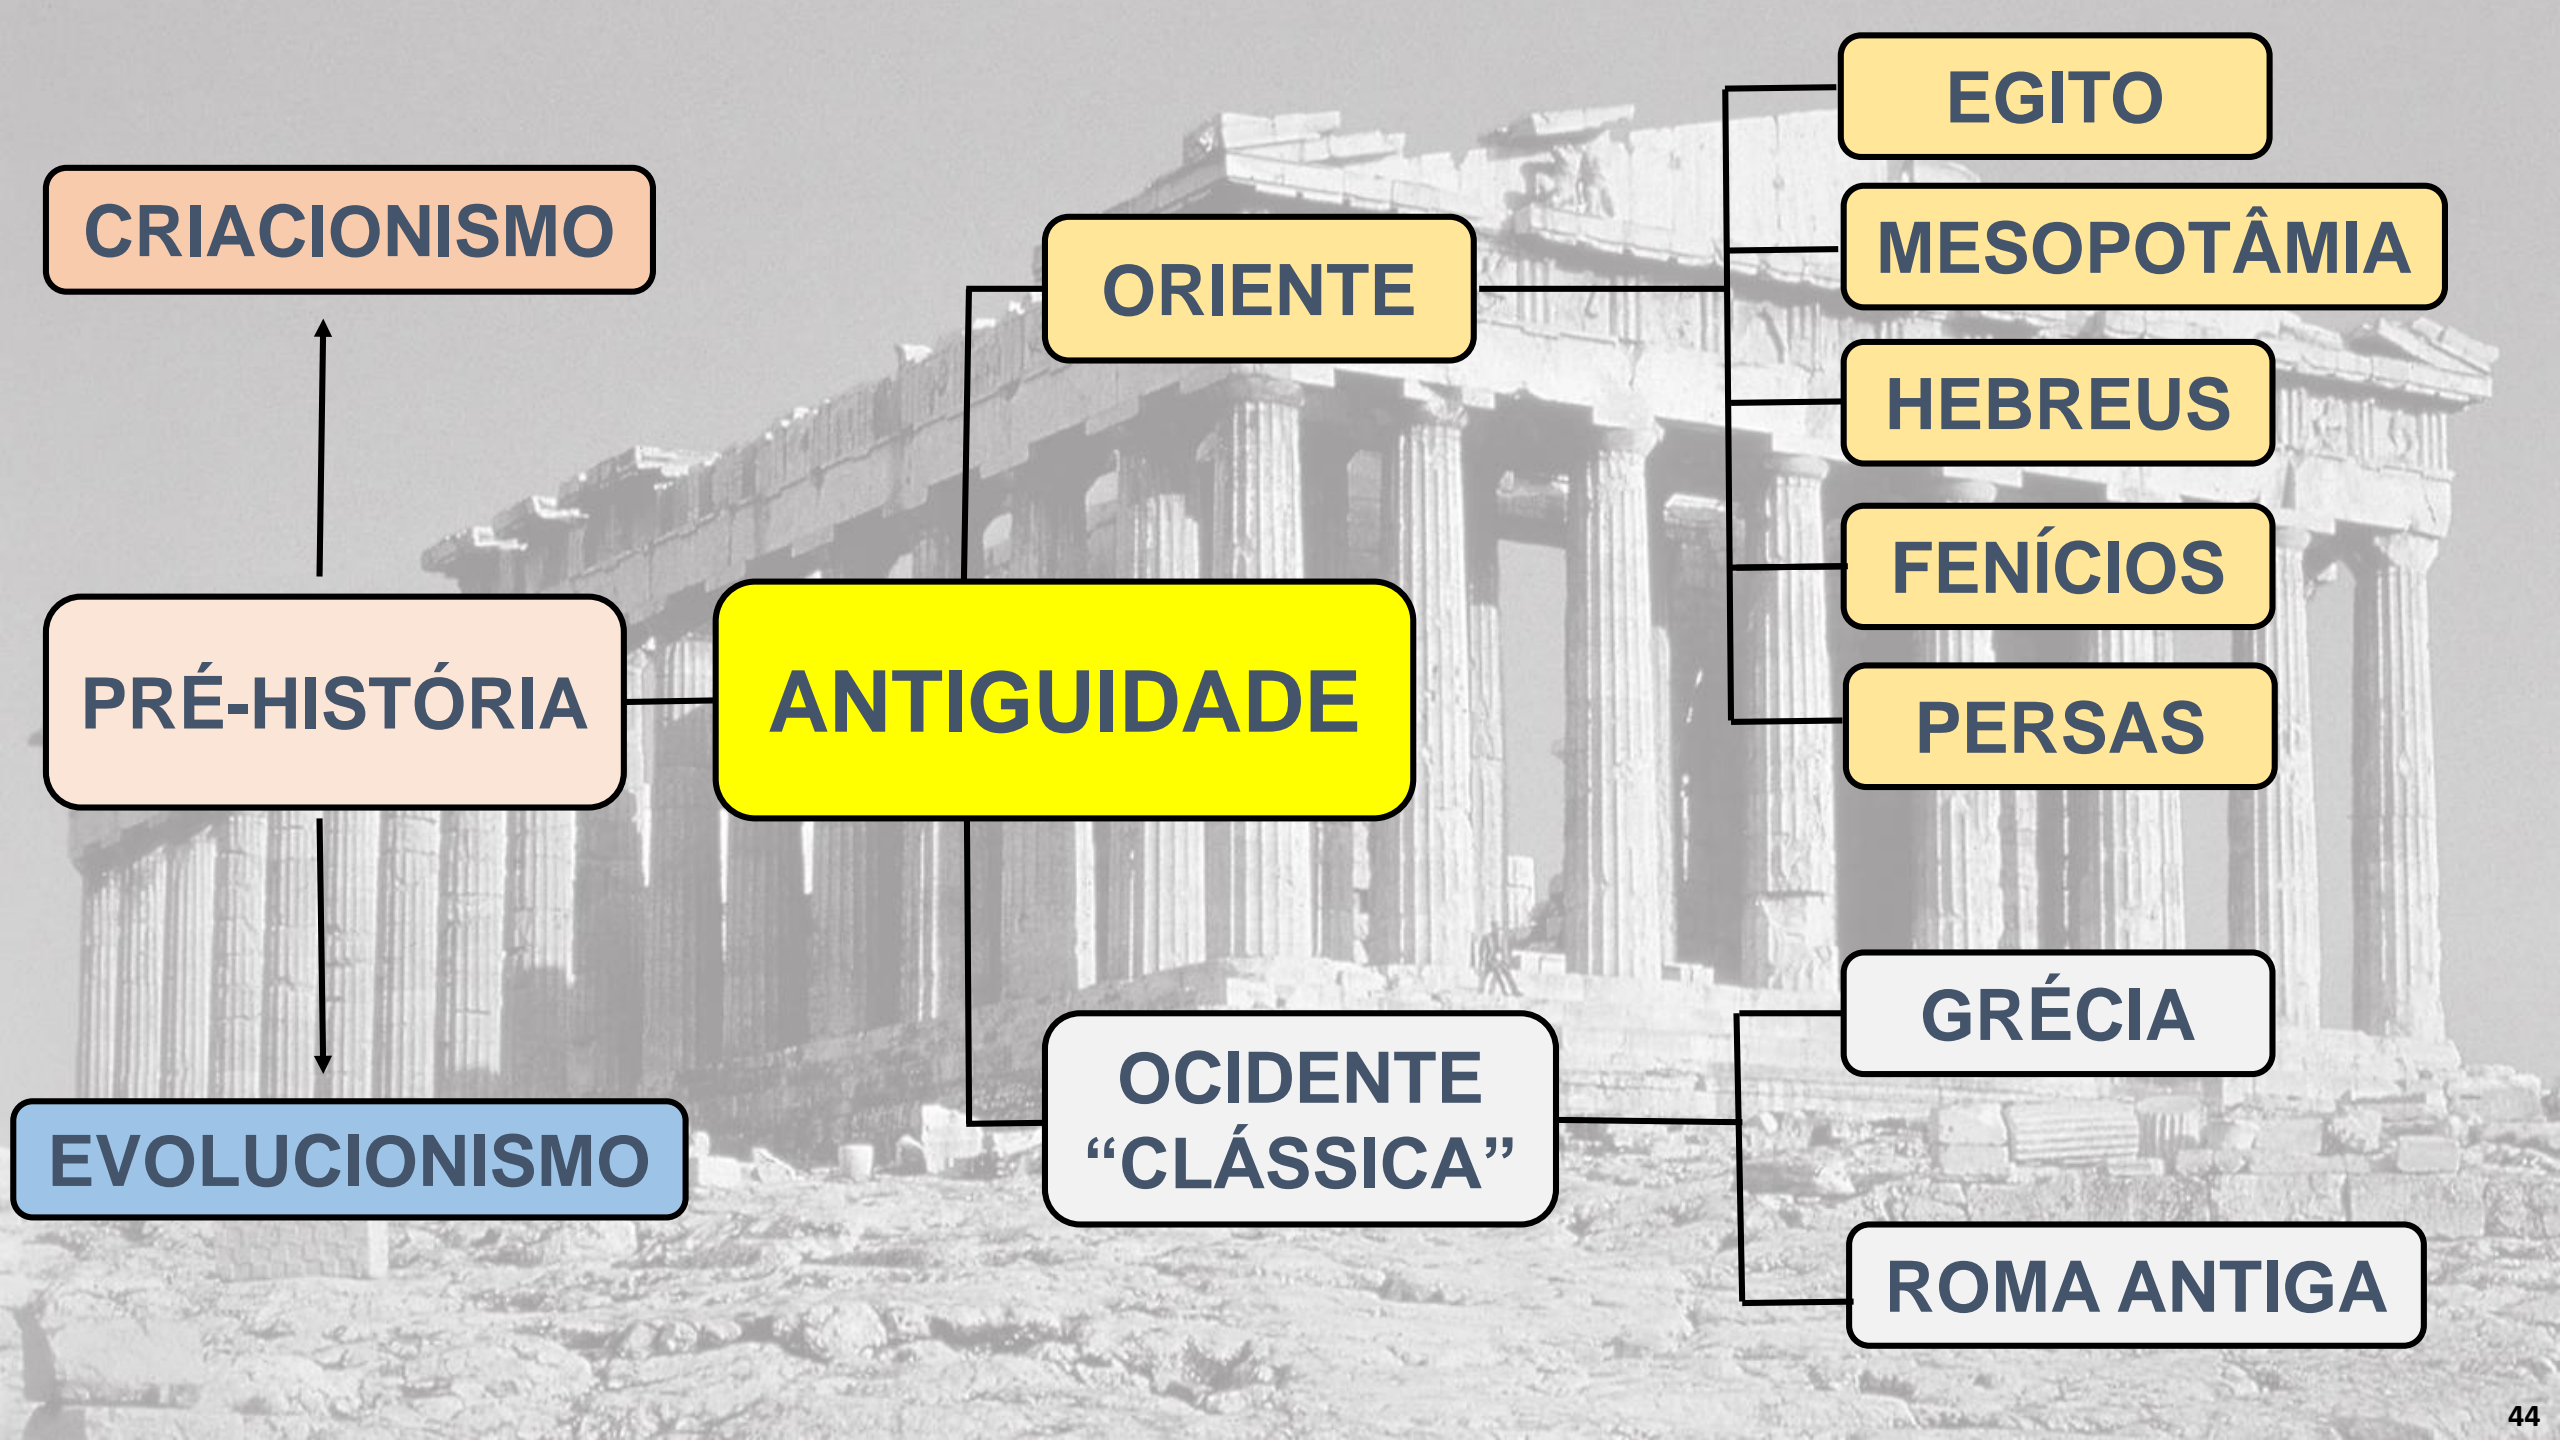 CRIACIONISMO
PRÉ-HISTÓRIA
EVOLUCIONISMO
ANTIGUIDADE
ORIENTE
EGITO
MESOPOTÂMIA
HEBREUS
FENÍCIOS
PERSAS
OCIDENTE
“CLÁSSICA”
GRÉCIA
ROMA ANTIGA
44